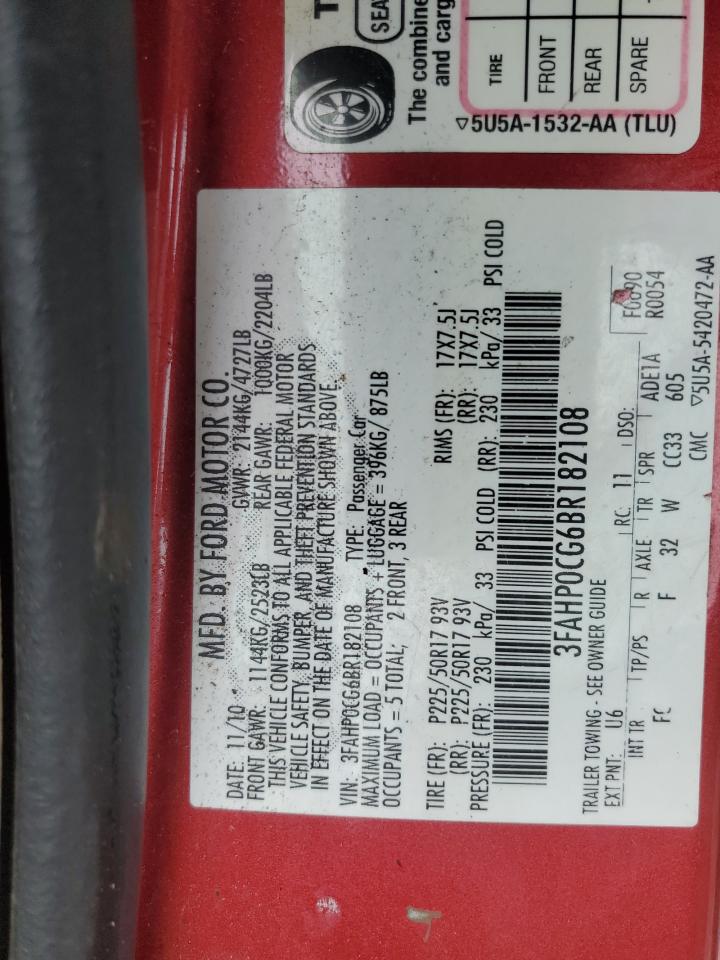 MFD. BY FORD MOTOR CO.
DATE: 11/10 GVWR: 2144KG/4727LB
FRONT GAWR: 1144KG/2523LB REAR GAWR: 1000KG/2204LB
THIS VEHICLE CONFORMS TO ALL APPLICABLE FEDERAL MOTOR
VEHICLE SAFETY, BUMPER, AND THEFT PREVENTION STANDARDS
IN EFFECT ON THE DATE OF MANUFACTURE SHOWN ABOVE.
VIN: 3FAHP0CG6BR182108 TYPE: Passenger Car
MAXIMUM LOAD = OCCUPANTS + LUGGAGE = 396KG/ 875LB
OCCUPANTS = 5 TOTAL; 2 FRONT, 3 REAR
TIRE (FR): P225/50R17 93V RIMS (FR): 17X7.5J
(RR): P225/50R17 93V (RR): 17X7.5J
PRESSURE (FR): 230 kPa/ 33 PSI COLD (RR): 230 kPa/ 33 PSI COLD
3FAHP0CG6BR182108
TRAILER TOWING - SEE OWNER GUIDE
EXT PNT: U6 RC: 11 DSO: F0090
R0054
INT TR TP/PS R AXLE TR SPR ADE1A
F 32 W CC33 605
CMC ▽5U5A-5420472-AA
T
SEA
The combine
and carg
TIRE
FRONT
REAR
SPARE
▽5U5A-1532-AA (TLU)